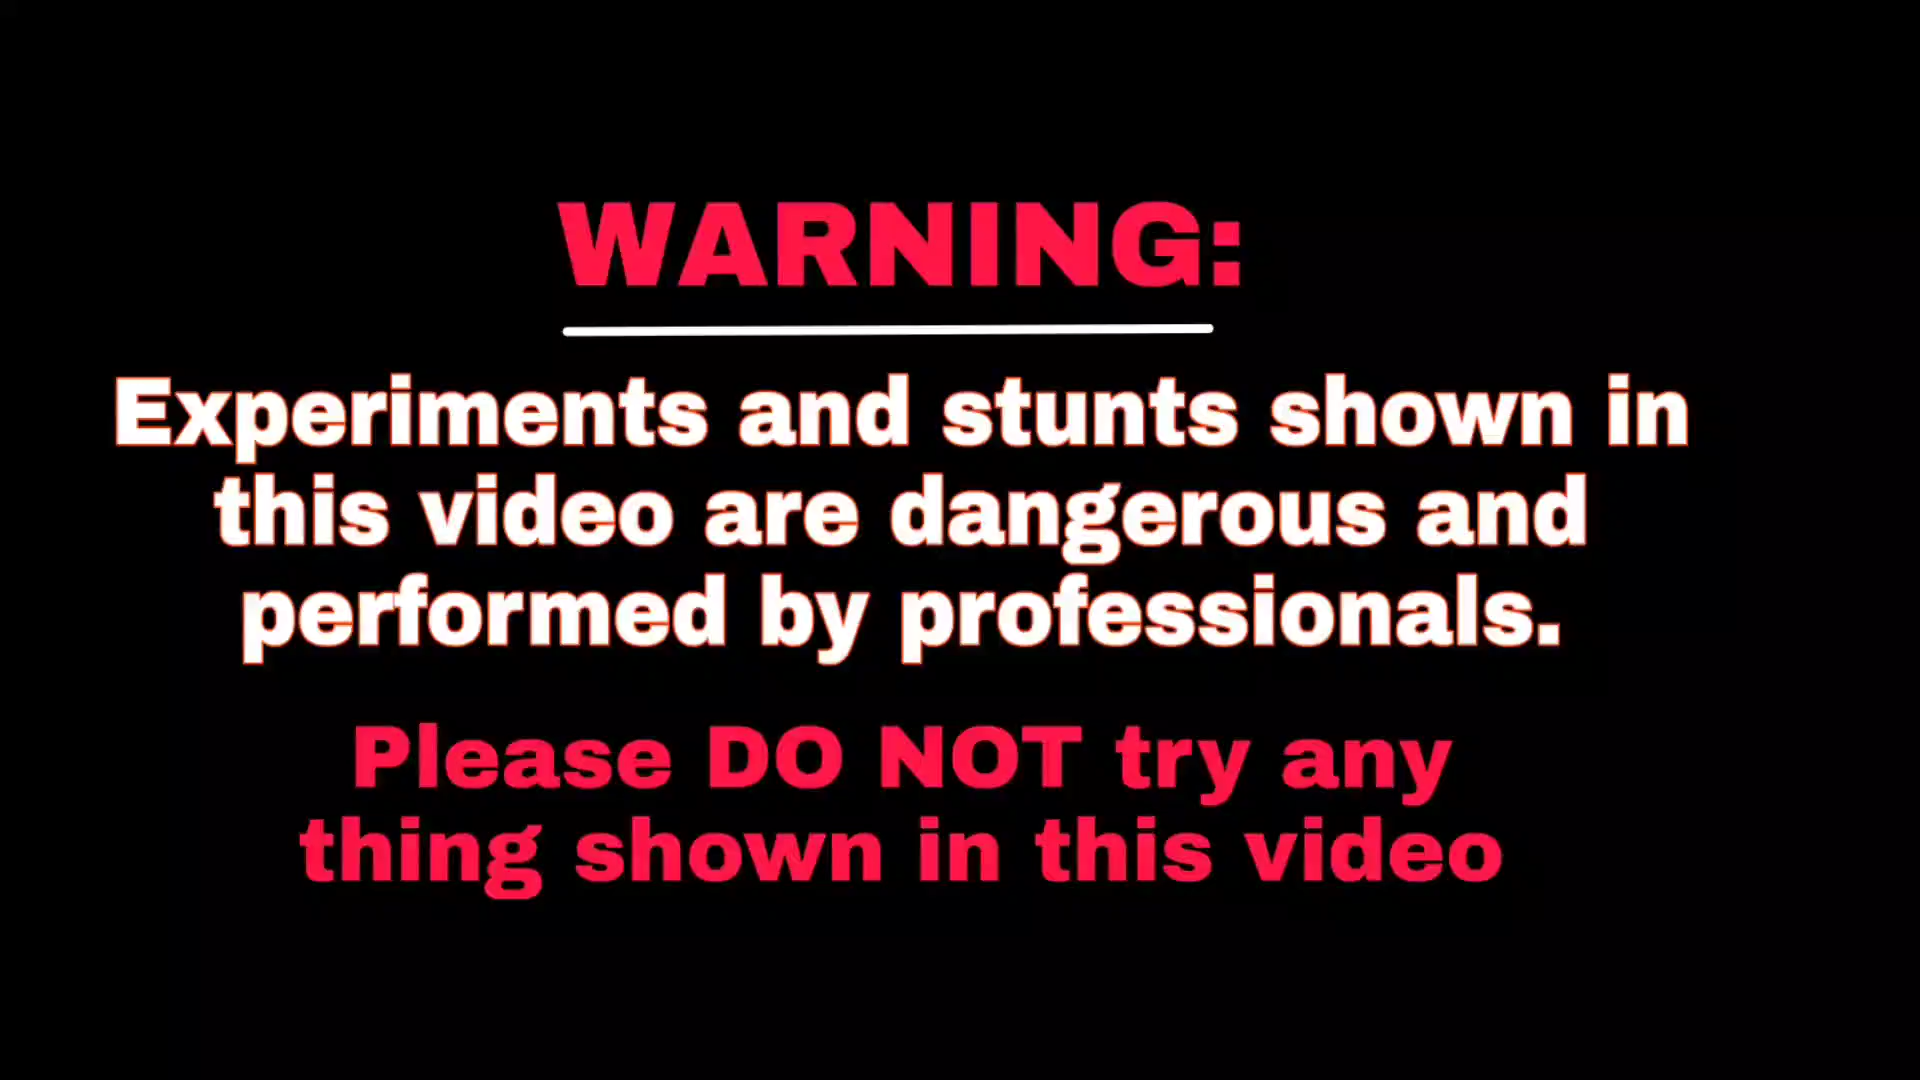 WARNING:
Experiments and stunts shown in
this video are dangerous and
performed by professionals.
Please DO NOT try any
thing shown in this video